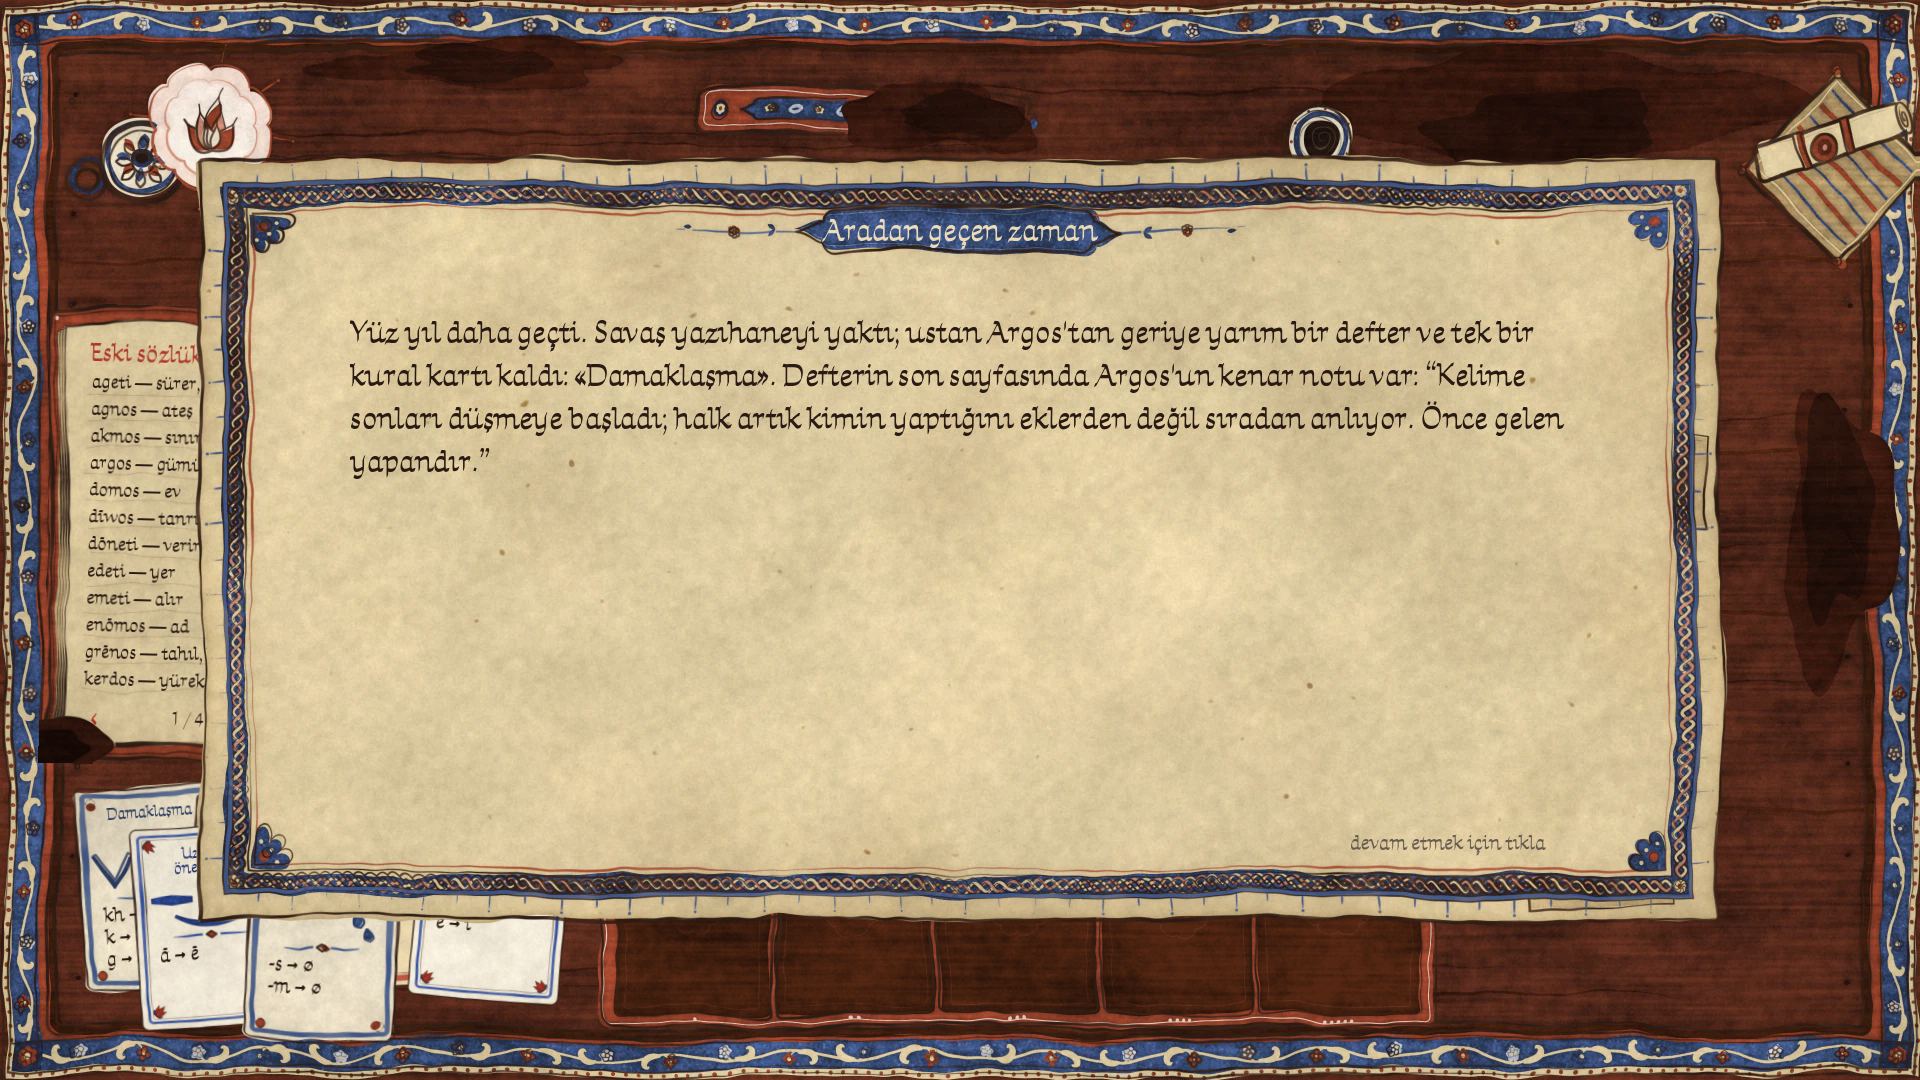 Aradan geçen zaman
Yüz yıl daha geçti. Savaş yazıhaneyi yaktı; ustan Argos'tan geriye yarım bir defter ve tek bir
kural kartı kaldı: «Damaklaşma». Defterin son sayfasında Argos'un kenar notu var: “Kelime
sonları düşmeye başladı; halk artık kimin yaptığını eklerden değil sıradan anlıyor. Önce gelen
yapandır.”
devam etmek için tıkla
Eski sözlük
ageti — sürer,
agnos — ateş
akmos —
argos —
domos — ev
dīwos —
dōneti —
edeti — yer
emeti — alır
enōmos — ad
grēnos — tahıl,
kerdos — yürek
1 / 4
Damaklaşma
kh
k →
g →
ā → ē
-s → ø
-m → ø